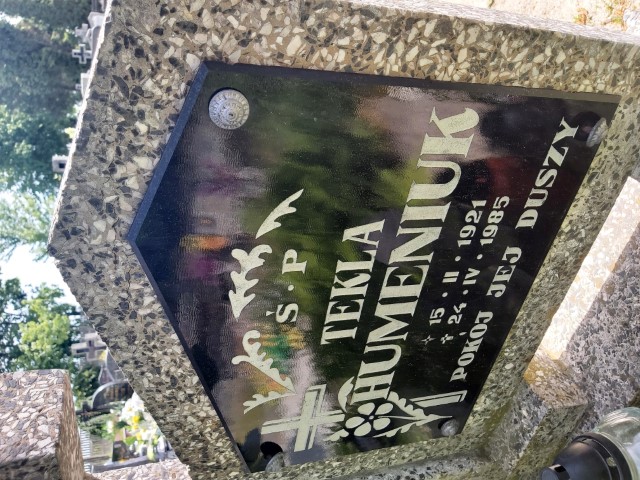 Ś.P.
TEKLA
HUMENIUK
15 · II · 1921
24 · IV · 1985
POKÓJ JEJ DUSZY